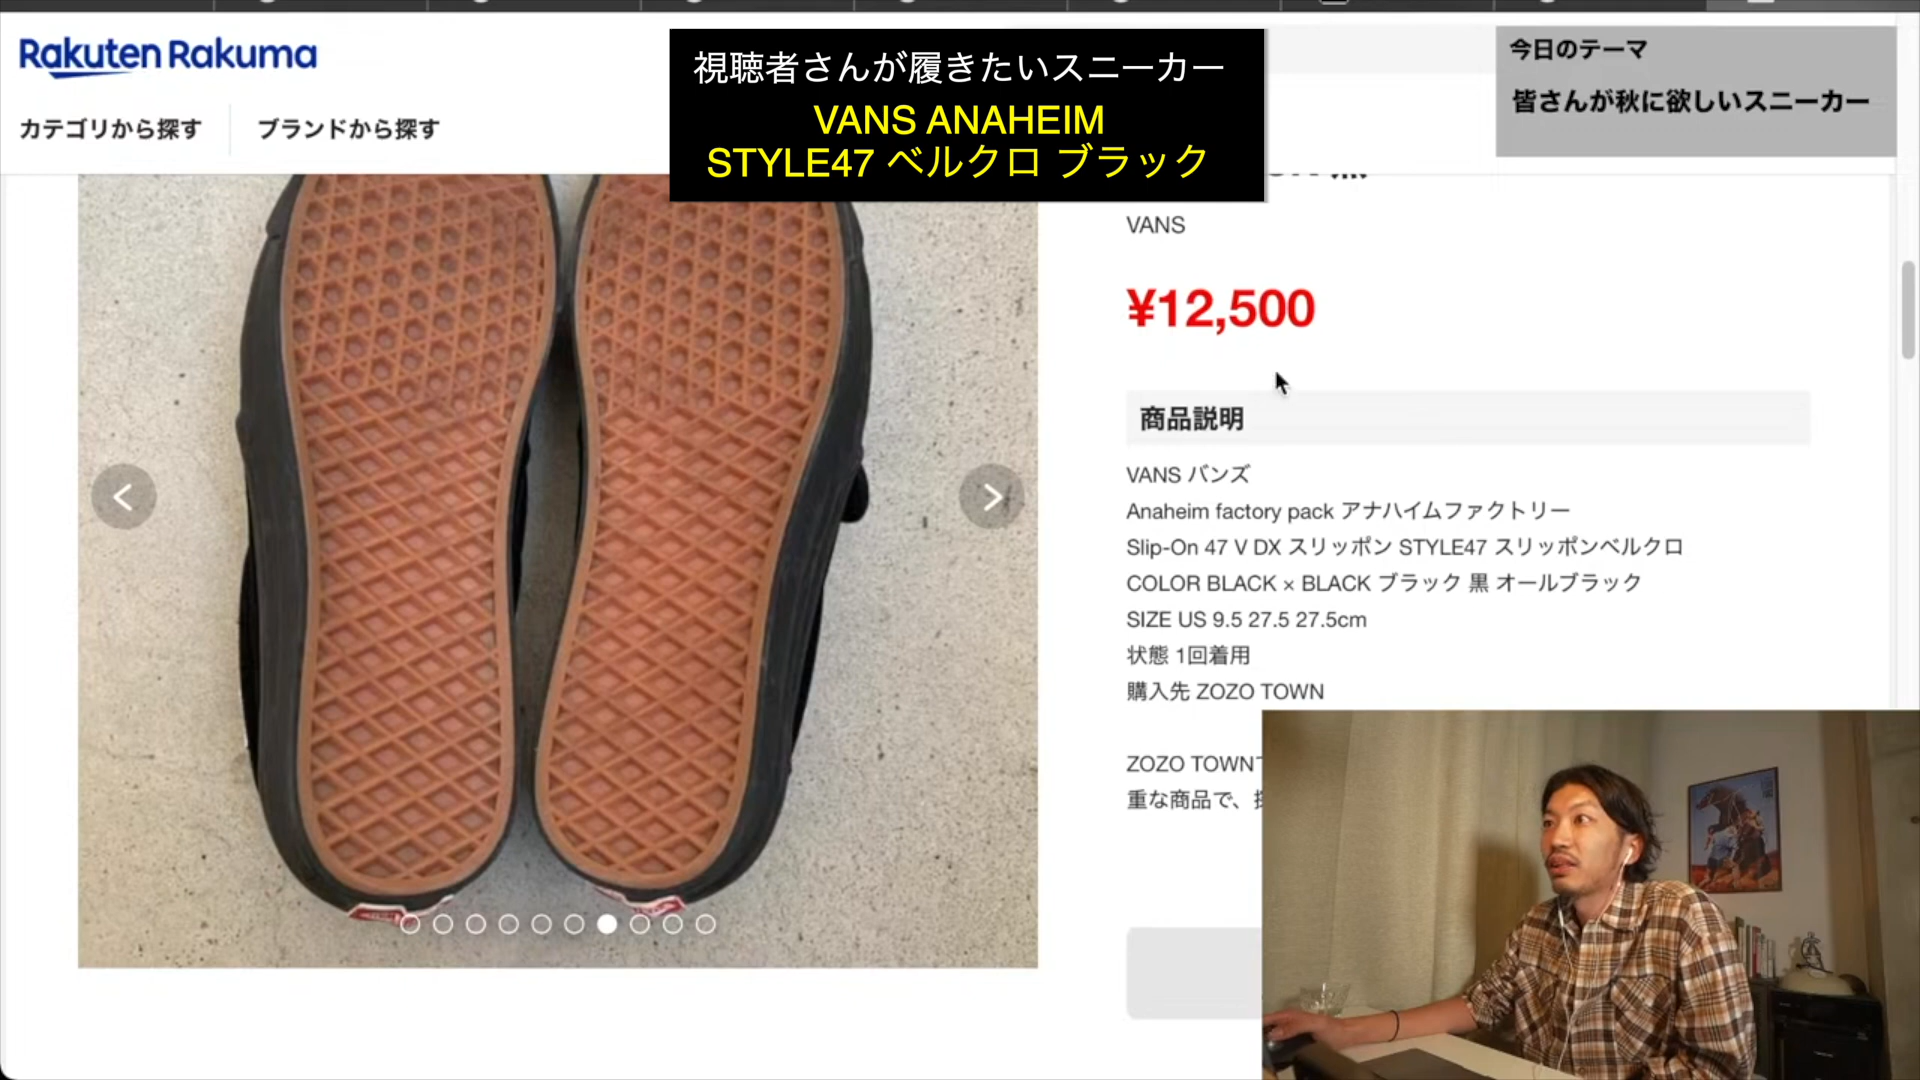 Rakuten Rakuma
カテゴリから探す
ブランドから探す
視聴者さんが履きたいスニーカー
VANS ANAHEIM
STYLE47 ベルクロ ブラック
今日のテーマ
皆さんが秋に欲しいスニーカー
VANS
¥12,500
商品説明
VANS バンズ
Anaheim factory pack アナハイムファクトリー
Slip-On 47 V DX スリッポン STYLE47 スリッポンベルクロ
COLOR BLACK × BLACK ブラック 黒 オールブラック
SIZE US 9.5 27.5 27.5cm
状態 1回着用
購入先 ZOZO TOWN
ZOZO TOWN
重な商品で、